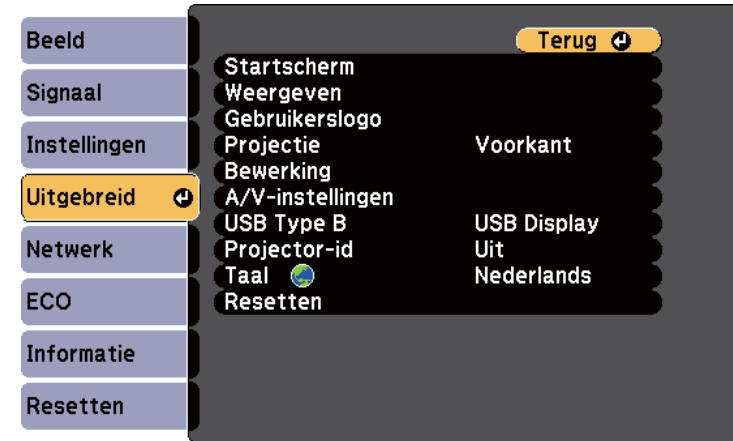 Beeld
Signaal
Instellingen
Uitgebreid
Netwerk
ECO
Informatie
Resetten
Terug
Startscherm
Weergeven
Gebruikerslogo
Projectie Voorkant
Bewerking
A/V-instellingen
USB Type B USB Display
Projector-id Uit
Taal Nederlands
Resetten